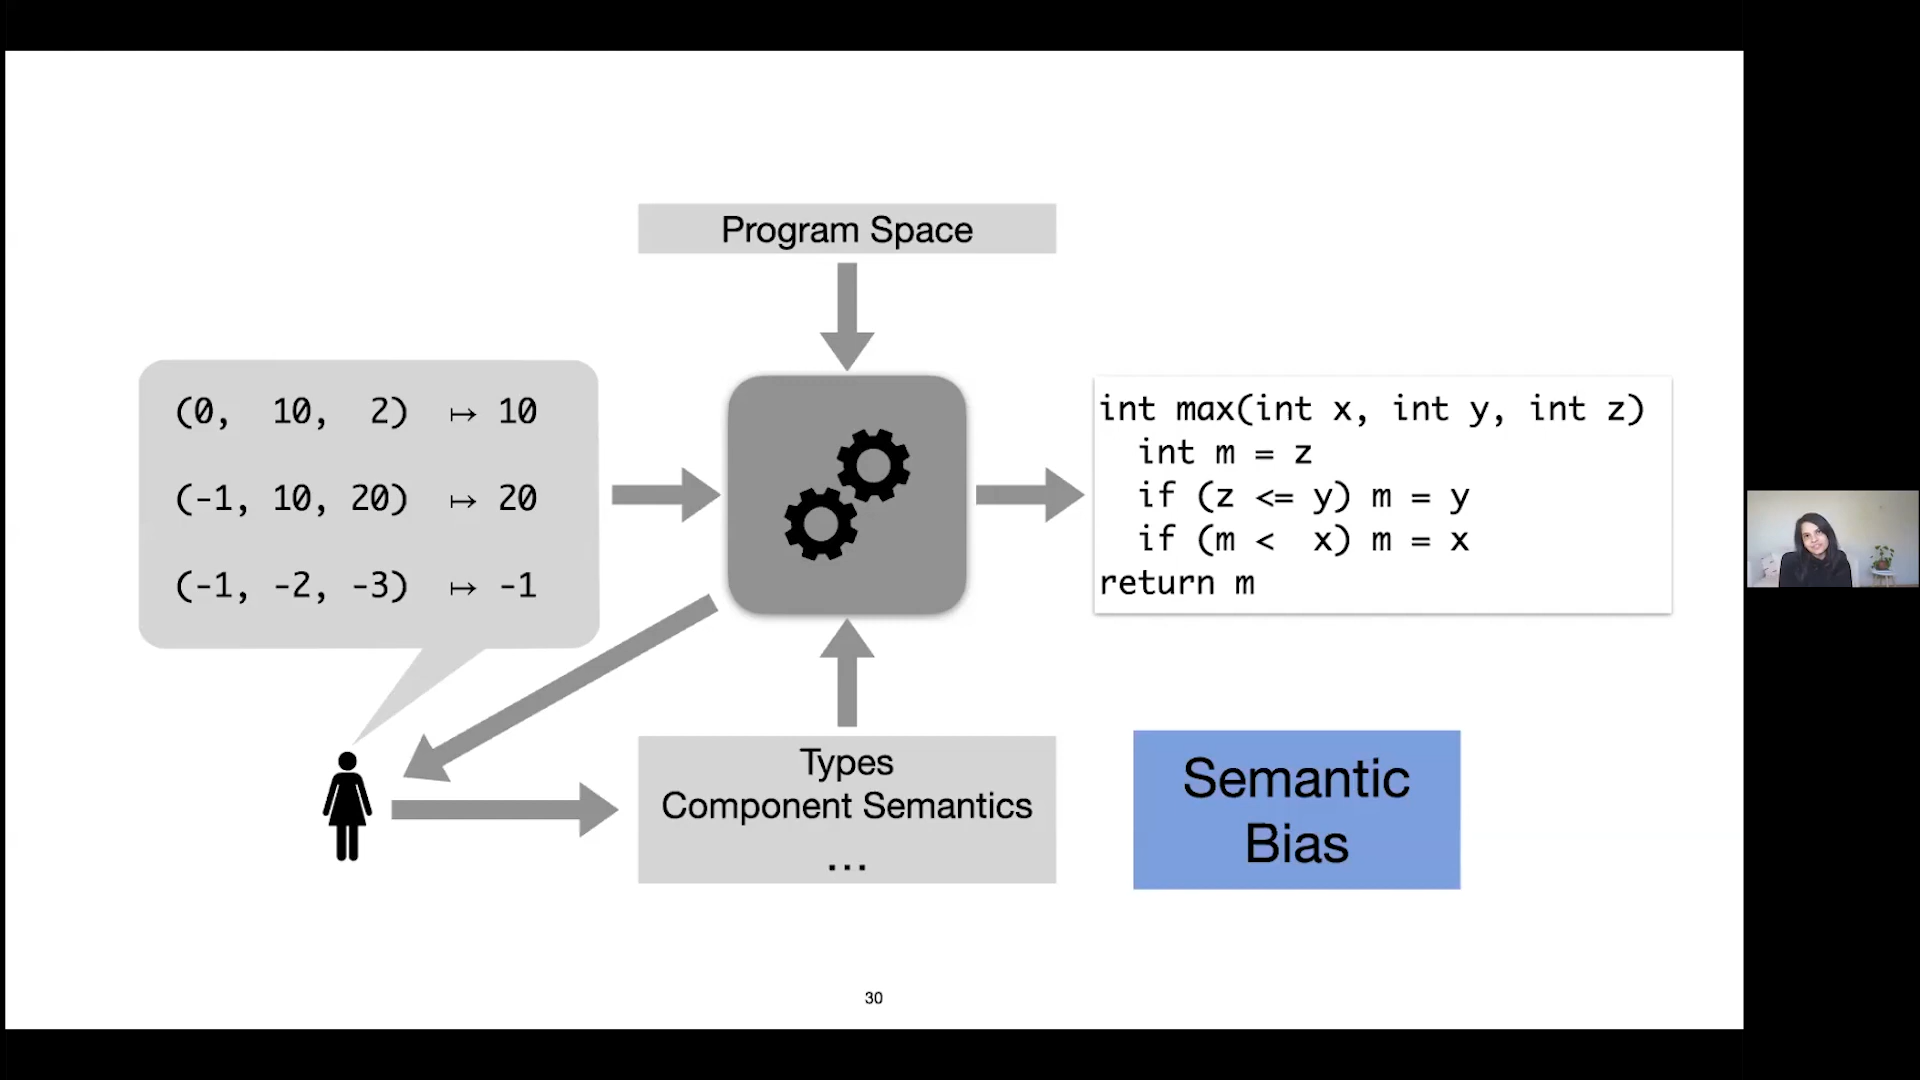 Program Space
(0, 10, 2) ↦ 10
(-1, 10, 20) ↦ 20
(-1, -2, -3) ↦ -1
int max(int x, int y, int z)
int m = z
if (z <= y) m = y
if (m < x) m = x
return m
Types
Component Semantics
...
Semantic
Bias
30